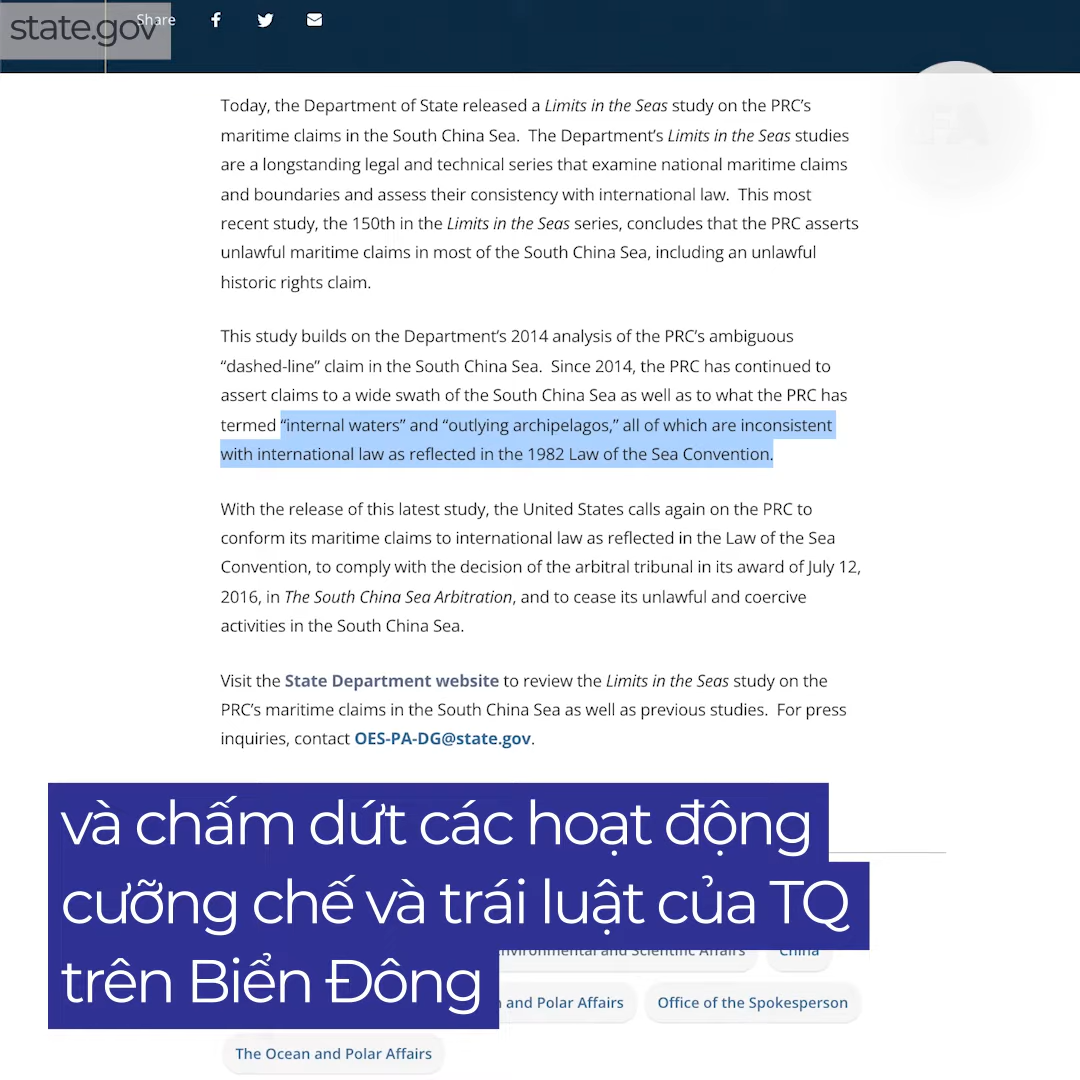 Share
state.gov
Today, the Department of State released a Limits in the Seas study on the PRC’s
maritime claims in the South China Sea.  The Department’s Limits in the Seas studies
are a longstanding legal and technical series that examine national maritime claims
and boundaries and assess their consistency with international law.  This most
recent study, the 150th in the Limits in the Seas series, concludes that the PRC asserts
unlawful maritime claims in most of the South China Sea, including an unlawful
historic rights claim.
This study builds on the Department’s 2014 analysis of the PRC’s ambiguous
“dashed-line” claim in the South China Sea.  Since 2014, the PRC has continued to
assert claims to a wide swath of the South China Sea as well as to what the PRC has
termed “internal waters” and “outlying archipelagos,” all of which are inconsistent
with international law as reflected in the 1982 Law of the Sea Convention.
With the release of this latest study, the United States calls again on the PRC to
conform its maritime claims to international law as reflected in the Law of the Sea
Convention, to comply with the decision of the arbitral tribunal in its award of July 12,
2016, in The South China Sea Arbitration, and to cease its unlawful and coercive
activities in the South China Sea.
Visit the State Department website to review the Limits in the Seas study on the
PRC’s maritime claims in the South China Sea as well as previous studies.  For press
inquiries, contact OES-PA-DG@state.gov.
và chấm dứt các hoạt động
cưỡng chế và trái luật của TQ
trên Biển Đông
Environmental and Scientific Affairs
China
and Polar Affairs
Office of the Spokesperson
The Ocean and Polar Affairs